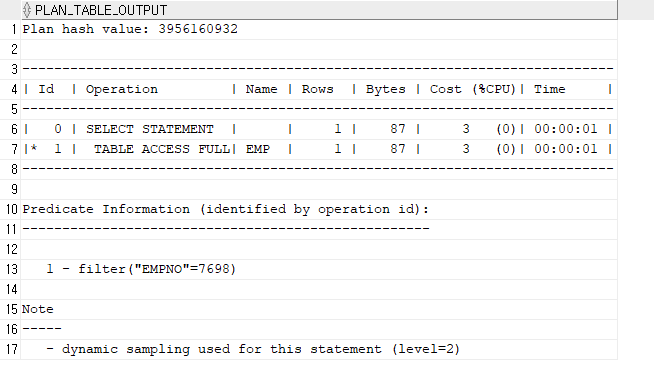 PLAN_TABLE_OUTPUT
1 Plan hash value: 3956160932
2
3 --------------------------------------------------------------------------
4 | Id  | Operation         | Name | Rows  | Bytes | Cost (%CPU)| Time     |
5 --------------------------------------------------------------------------
6 |   0 | SELECT STATEMENT  |      |     1 |    87 |     3   (0)| 00:00:01 |
7 |*  1 |  TABLE ACCESS FULL| EMP  |     1 |    87 |     3   (0)| 00:00:01 |
8 --------------------------------------------------------------------------
9
10 Predicate Information (identified by operation id):
11 ---------------------------------------------------
12
13    1 - filter("EMPNO"=7698)
14
15 Note
16 -----
17    - dynamic sampling used for this statement (level=2)